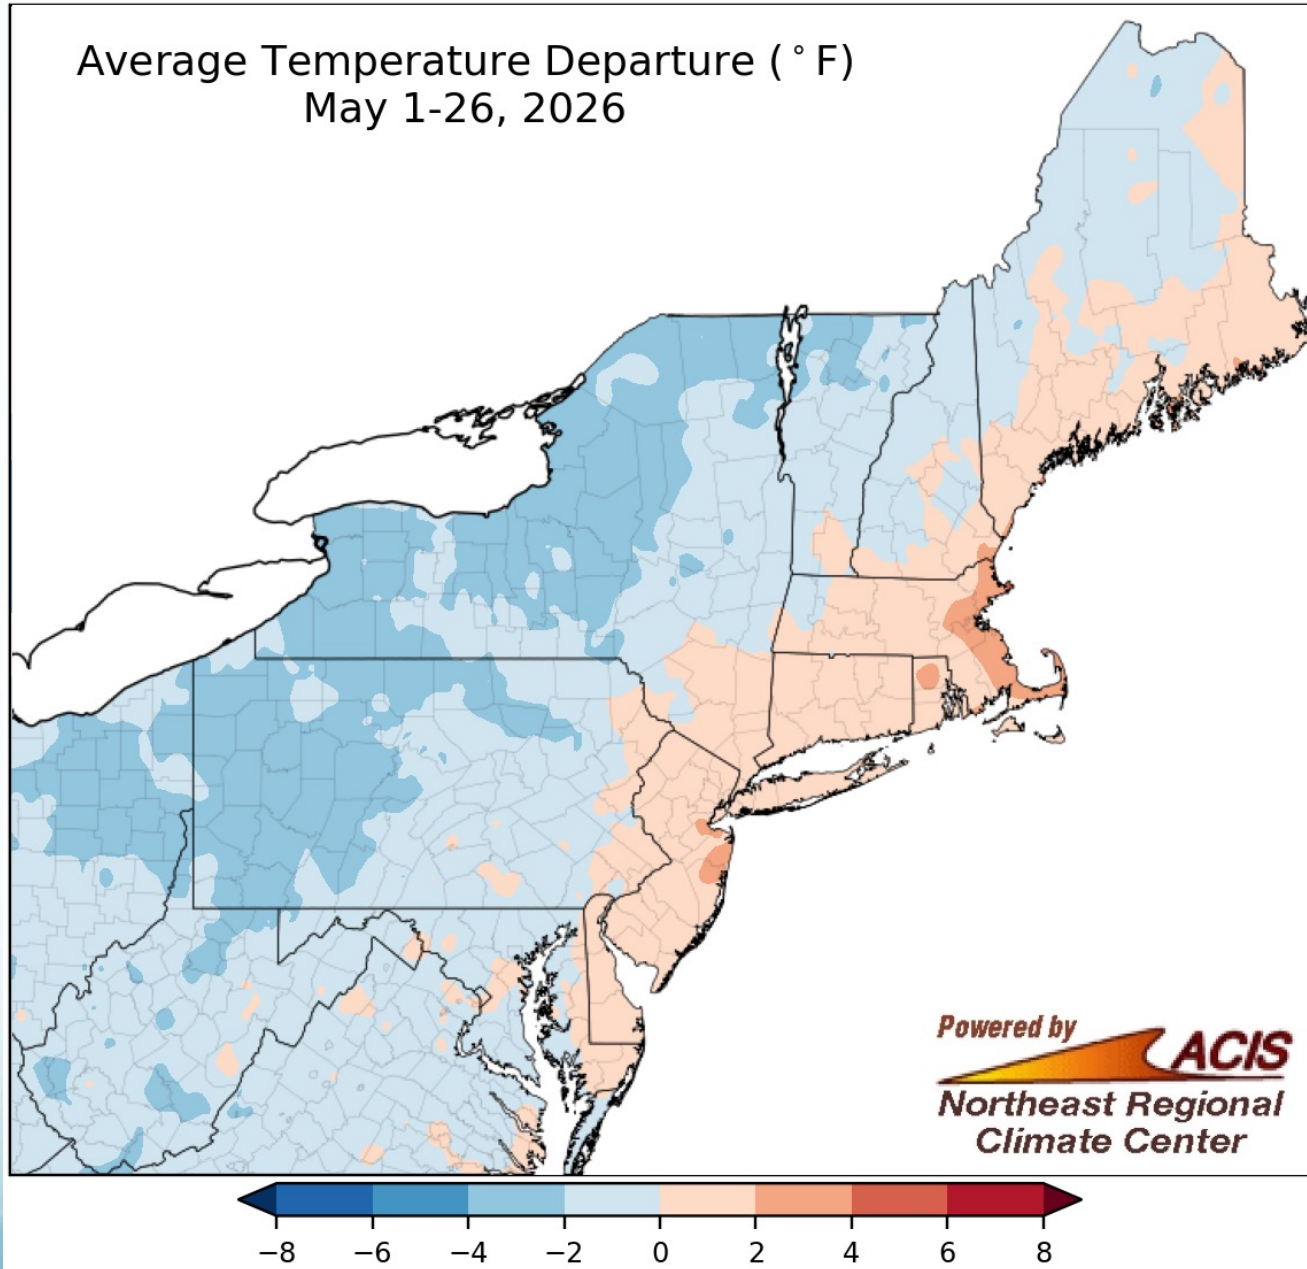 Average Temperature Departure (°F)
May 1-26, 2026
Powered by
ACIS
Northeast Regional
Climate Center
−8 −6 −4 −2 0 2 4 6 8